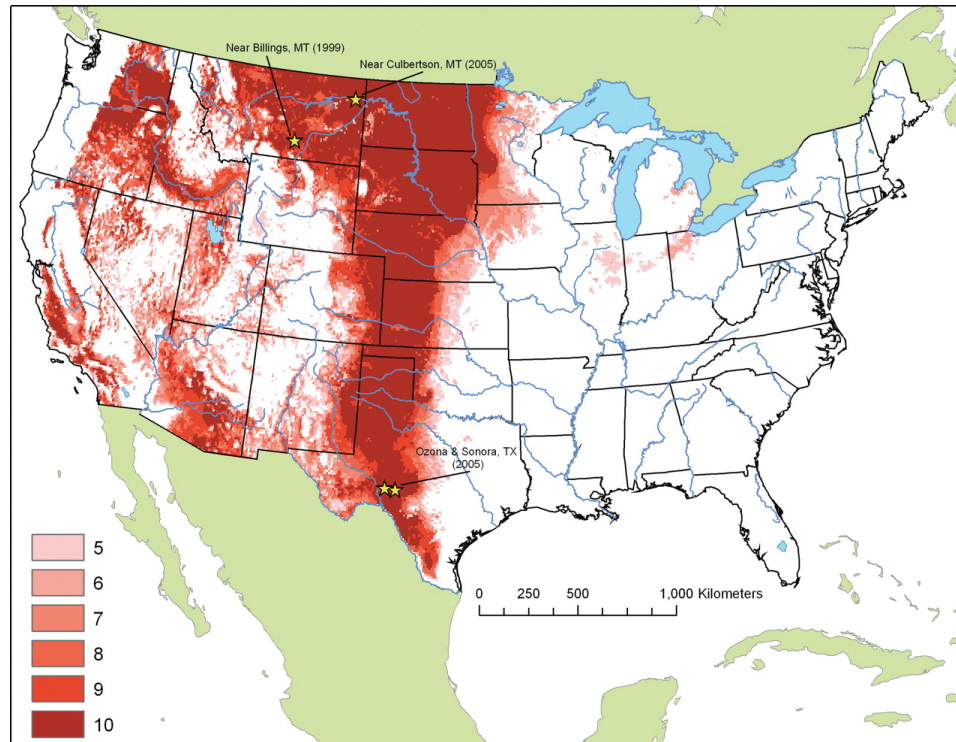 Near Billings, MT (1999)
Near Culbertson, MT (2005)
Ozona & Sonora, TX
(2005)
0 250 500 1,000 Kilometers
5
6
7
8
9
10